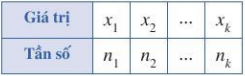 Giá trị x₁ x₂ ... xₖ
Tần số n₁ n₂ ... nₖ